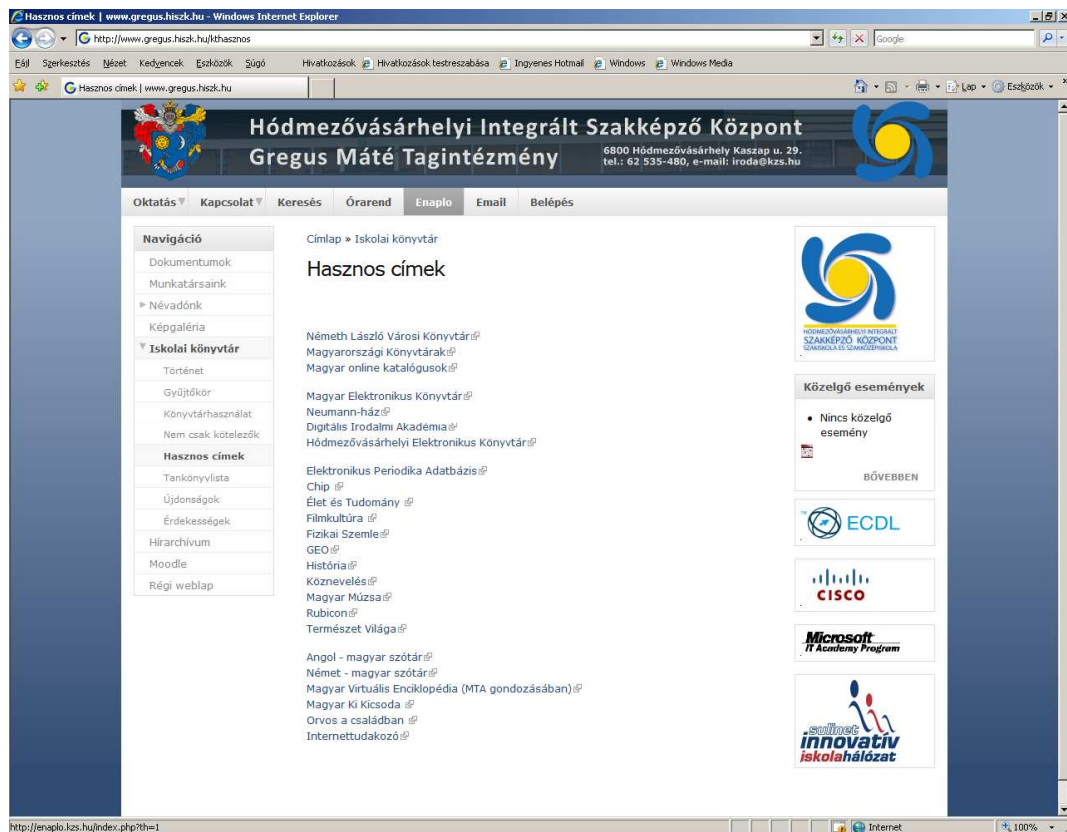 Hasznos címek | www.gregus.hiszk.hu - Windows Internet Explorer
http://www.gregus.hiszk.hu/kthasznos
Google
Fájl Szerkesztés Nézet Kedvencek Eszközök Súgó Hivatkozások Hivatkozások testreszabása Ingyenes Hotmail Windows Windows Media
Hasznos címek | www.gregus.hiszk.hu
Lap Eszközök
Hódmezővásárhelyi Integrált Szakképző Központ
Gregus Máté Tagintézmény
6800 Hódmezővásárhely Kaszap u. 29.
tel.: 62 535-480, e-mail: iroda@kzs.hu
Oktatás Kapcsolat Keresés Órarend Enaplo Email Belépés
Navigáció
Dokumentumok
Munkatársaink
Névadónk
Képgaléria
Iskolai könyvtár
Történet
Gyűjtőkör
Könyvtárhasználat
Nem csak kötelezők
Hasznos címek
Tankönyvlista
Újdonságok
Érdekességek
Hírarchívum
Moodle
Régi weblap
Címlap » Iskolai könyvtár
Hasznos címek
Németh László Városi Könyvtár
Magyarországi Könyvtárak
Magyar online katalógusok
Magyar Elektronikus Könyvtár
Neumann-ház
Digitális Irodalmi Akadémia
Hódmezővásárhelyi Elektronikus Könyvtár
Elektronikus Periodika Adatbázis
Chip
Élet és Tudomány
Filmkultúra
Fizikai Szemle
GEO
História
Köznevelés
Magyar Múzsa
Rubicon
Természet Világa
Angol - magyar szótár
Német - magyar szótár
Magyar Virtuális Enciklopédia (MTA gondozásában)
Magyar Ki Kicsoda
Orvos a családban
Internettudakozó
HÓDMEZŐVÁSÁRHELYI INTEGRÁLT
SZAKKÉPZŐ KÖZPONT
SZAKISKOLA ÉS SZAKKÖZÉPISKOLA
Közelgő események
• Nincs közelgő
esemény
BŐVEBBEN
ECDL
CISCO
Microsoft
IT Academy Program
sulinet
innovatív
iskolahálózat
http://enaplo.kzs.hu/index.php?th=1
Internet
100%